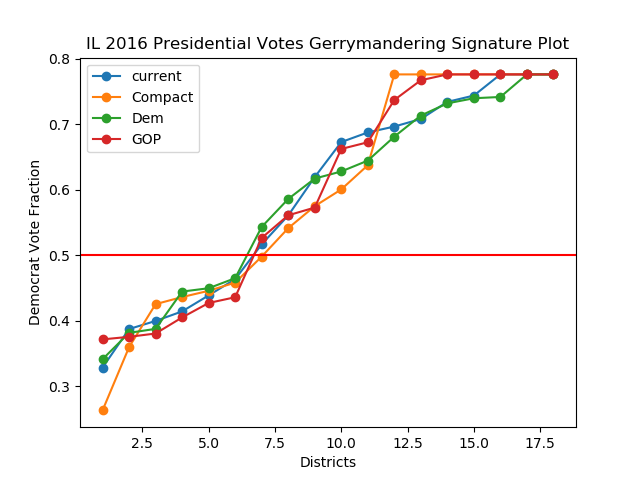 IL 2016 Presidential Votes Gerrymandering Signature Plot
current
Compact
Dem
GOP
0.8
0.7
0.6
0.5
0.4
0.3
Democrat Vote Fraction
2.5 5.0 7.5 10.0 12.5 15.0 17.5
Districts